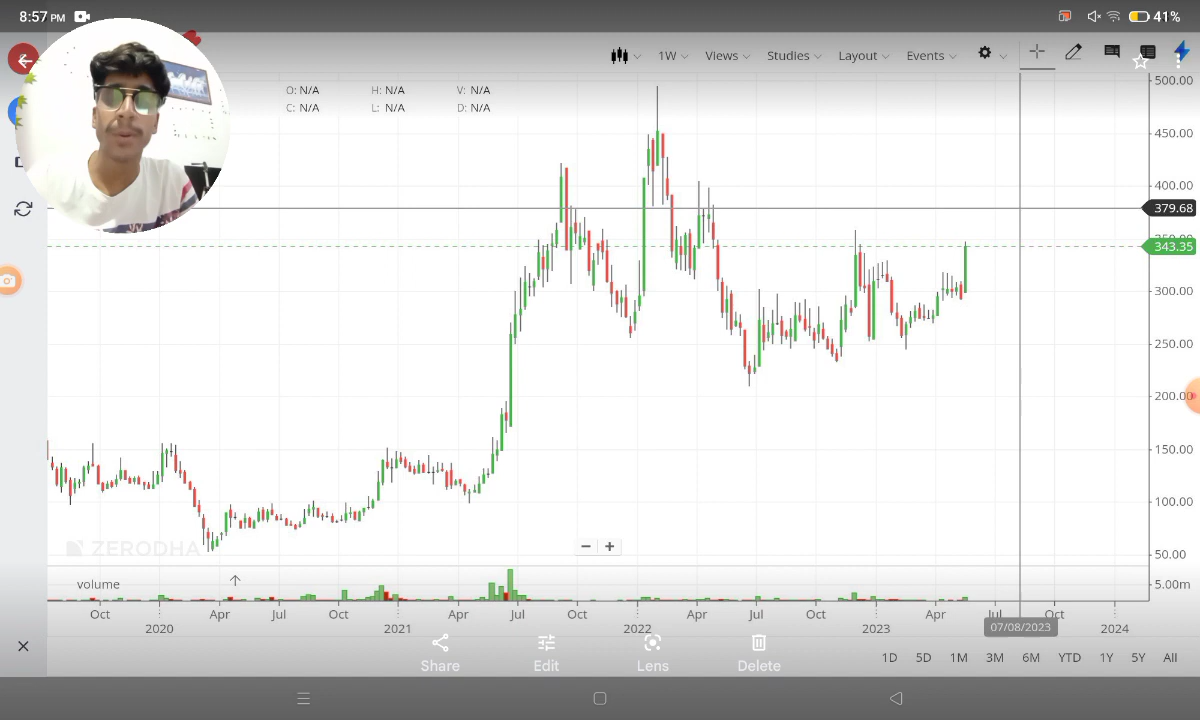 8:57 PM
41%
1W Views Studies Layout Events
O: N/A H: N/A V: N/A
C: N/A L: N/A D: N/A
500.00
450.00
400.00
379.68
343.35
300.00
250.00
200.00
150.00
100.00
50.00
ZERODHA
volume
5.00m
Oct Apr Jul Oct Apr Jul Oct Apr Jul Oct Apr Jul Oct
2020 2021 2022 2023 2024
07/08/2023
Share Edit Lens Delete
1D 5D 1M 3M 6M YTD 1Y 5Y All